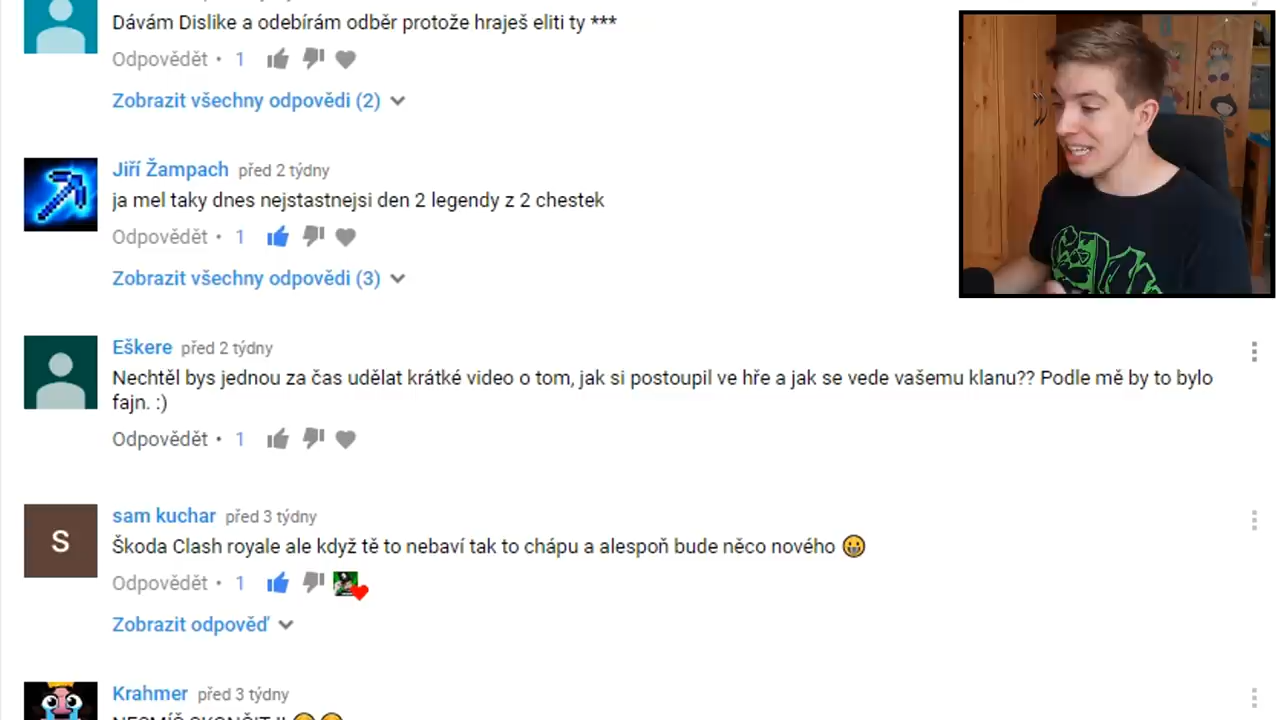 Dávám Dislike a odebírám odběr protože hraješ eliti ty ***
Odpovědět • 1
Zobrazit všechny odpovědi (2)
Jiří Žampach před 2 týdny
ja mel taky dnes nejstastnejsi den 2 legendy z 2 chestek
Odpovědět • 1
Zobrazit všechny odpovědi (3)
Eškere před 2 týdny
Nechtěl bys jednou za čas udělat krátké video o tom, jak si postoupil ve hře a jak se vede vašemu klanu?? Podle mě by to bylo
fajn. :)
Odpovědět • 1
S
sam kuchar před 3 týdny
Škoda Clash royale ale když tě to nebaví tak to chápu a alespoň bude něco nového 😀
Odpovědět • 1
Zobrazit odpověď
Krahmer před 3 týdny